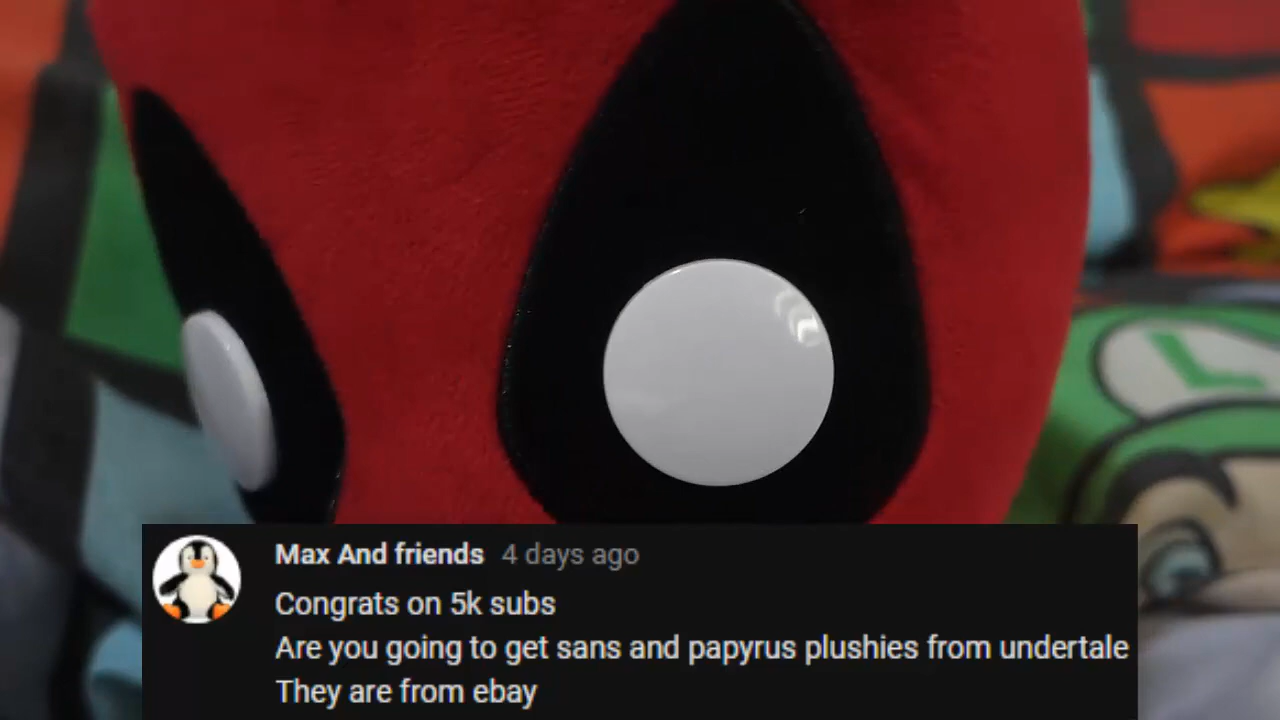 L
Max And friends 4 days ago
Congrats on 5k subs
Are you going to get sans and papyrus plushies from undertale
They are from ebay